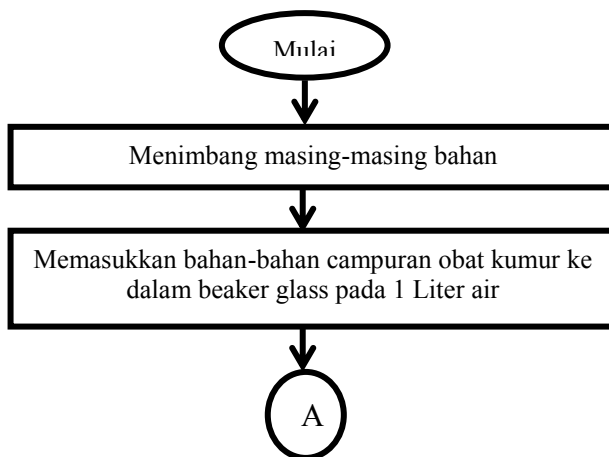 Mulai
Menimbang masing-masing bahan
Memasukkan bahan-bahan campuran obat kumur ke
dalam beaker glass pada 1 Liter air
A